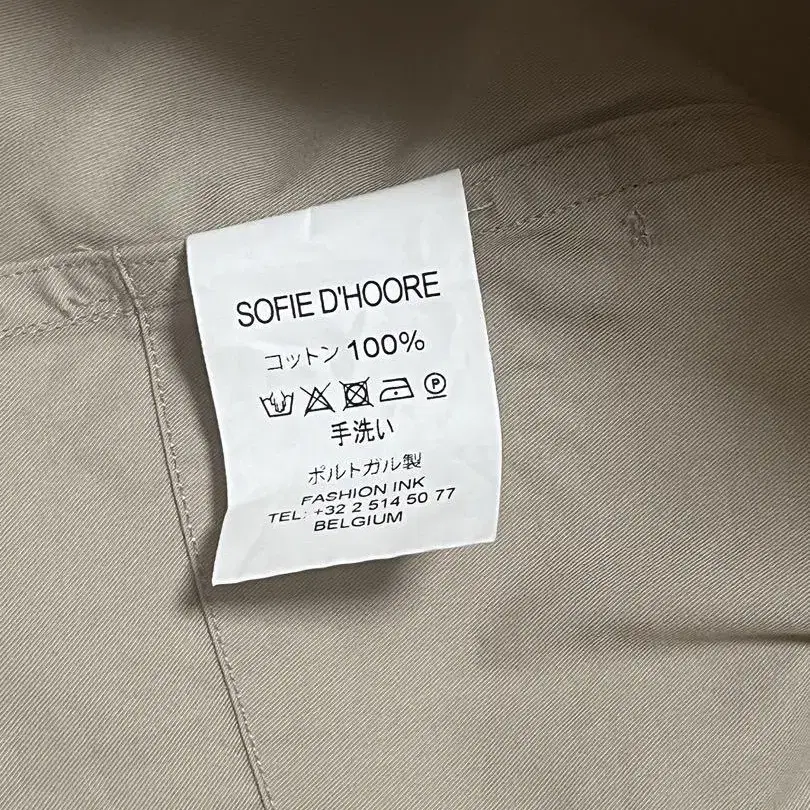 SOFIE D'HOORE
コットン 100%
P
手洗い
ポルトガル製
FASHION INK
TEL: +32 2 514 50 77
BELGIUM